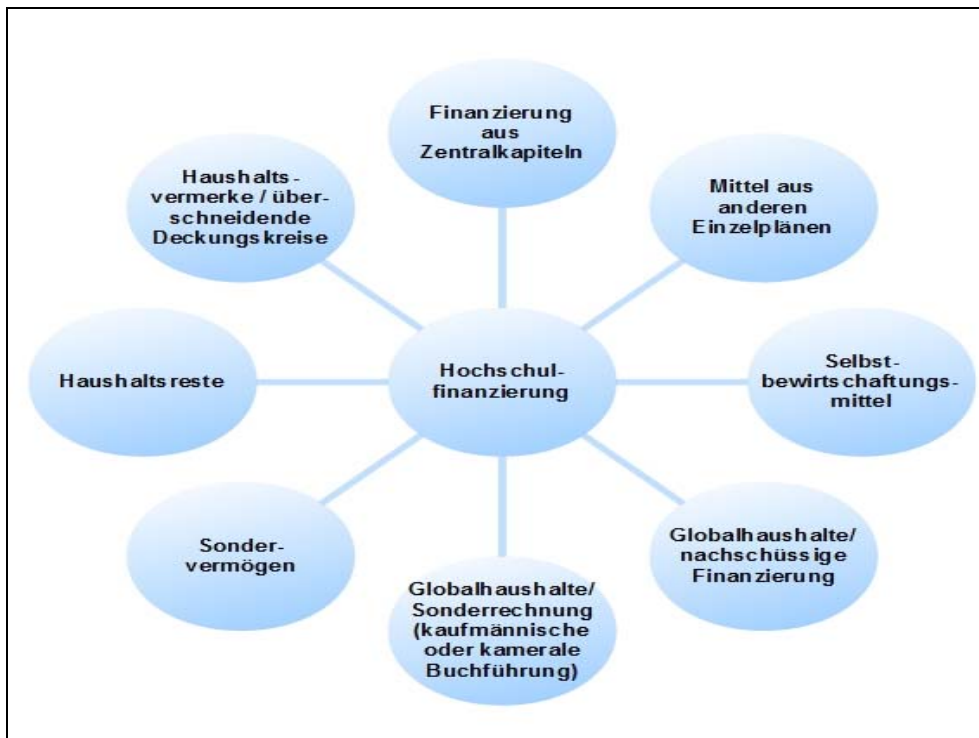 Finanzierung
aus
Zentralkapiteln
Mittel aus
anderen
Einzelplänen
Selbst-
bewirtschaftungs-
mittel
Globalhaushalte/
nachschüssige
Finanzierung
Globalhaushalte/
Sonderrechnung
(kaufmännische
oder kamerale
Buchführung)
Sonder-
vermögen
Haushaltsreste
Haushalts-
vermerke / über-
schneidende
Deckungskreise
Hochschul-
finanzierung